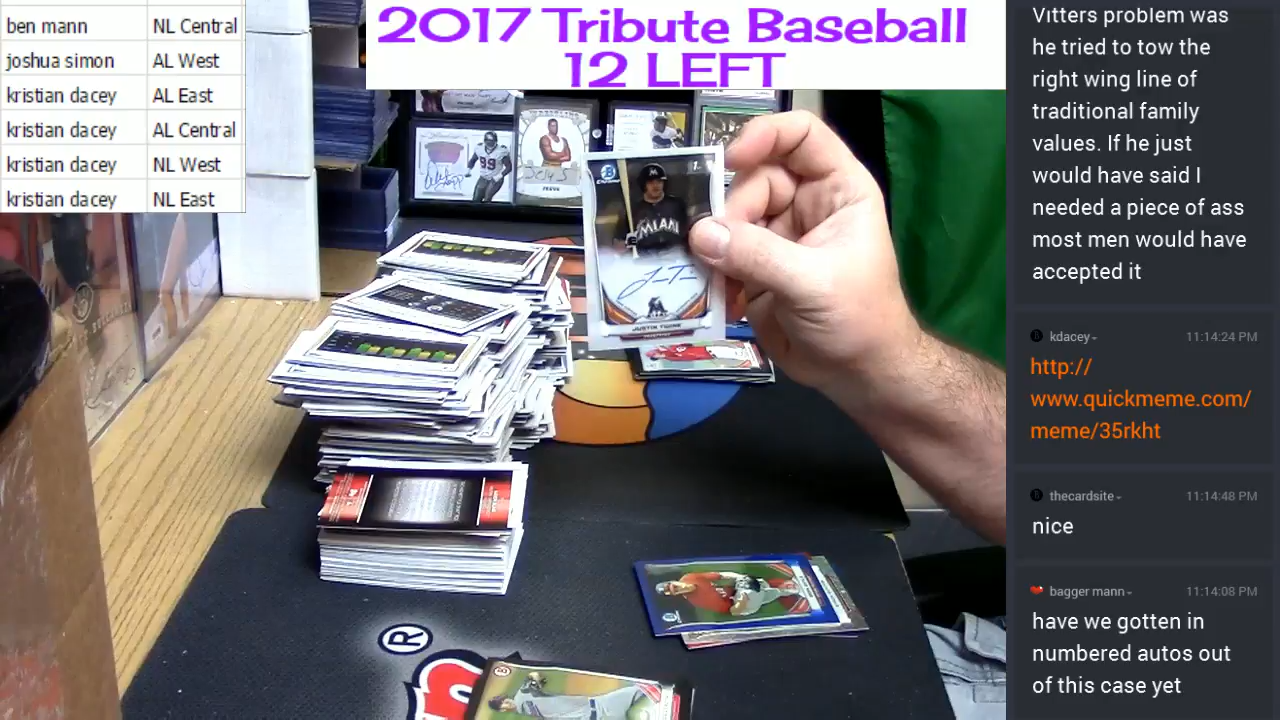 ben mann NL Central
joshua simon AL West
kristian dacey AL East
kristian dacey AL Central
kristian dacey NL West
kristian dacey NL East
2017 Tribute Baseball
12 LEFT
MIAMI
JUSTIN TWINE
99
®
Vitters problem was
he tried to tow the
right wing line of
traditional family
values. If he just
would have said I
needed a piece of ass
most men would have
accepted it
kdacey 11:14:24 PM
http://
www.quickmeme.com/
meme/35rkht
thecardsite 11:14:48 PM
nice
bagger mann 11:14:08 PM
have we gotten in
numbered autos out
of this case yet